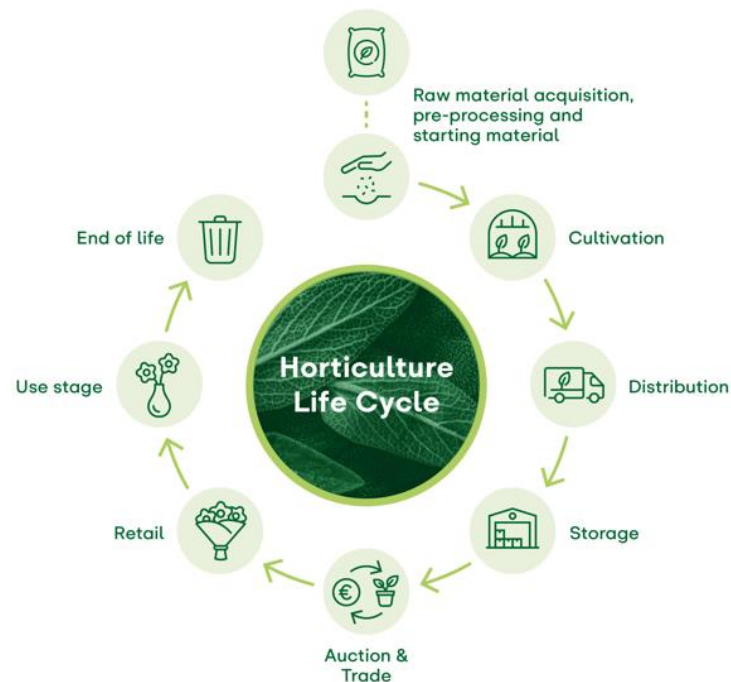 Raw material acquisition,
pre-processing and
starting material
Cultivation
Distribution
Storage
Auction &
Trade
Retail
Use stage
End of life
Horticulture
Life Cycle
€